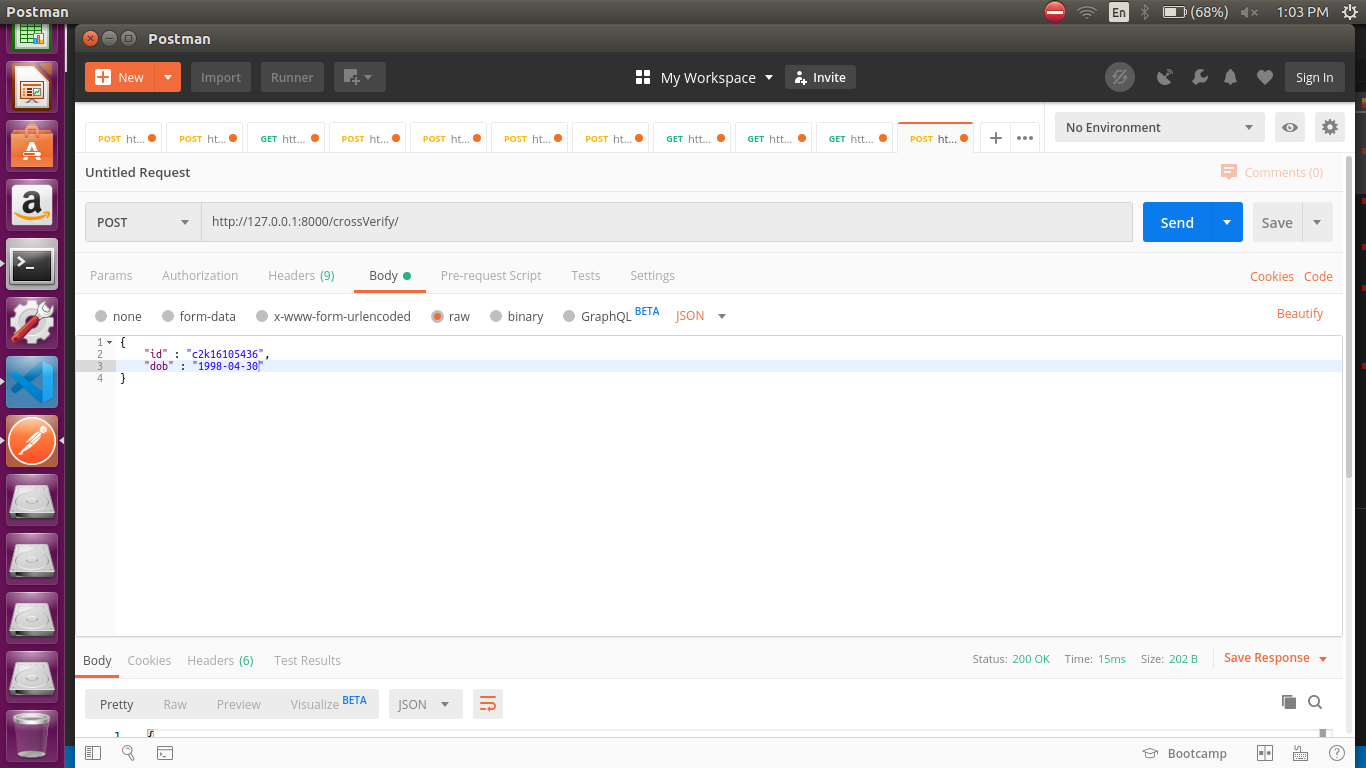 Postman
En
(68%)
1:03 PM
Postman
New
Import
Runner
My Workspace
Invite
Sign In
POST ht...
POST ht...
GET htt...
POST ht...
POST ht...
POST ht...
POST ht...
GET htt...
GET htt...
GET htt...
POST ht...
No Environment
Untitled Request
Comments (0)
POST
http://127.0.0.1:8000/crossVerify/
Send
Save
Params
Authorization
Headers (9)
Body
Pre-request Script
Tests
Settings
Cookies
Code
none
form-data
x-www-form-urlencoded
raw
binary
GraphQL BETA
JSON
Beautify
1 {
2 "id" : "c2k16105436",
3 "dob" : "1998-04-30"
4 }
Body
Cookies
Headers (6)
Test Results
Status: 200 OK
Time: 15ms
Size: 202 B
Save Response
Pretty
Raw
Preview
Visualize BETA
JSON
1 {
Bootcamp